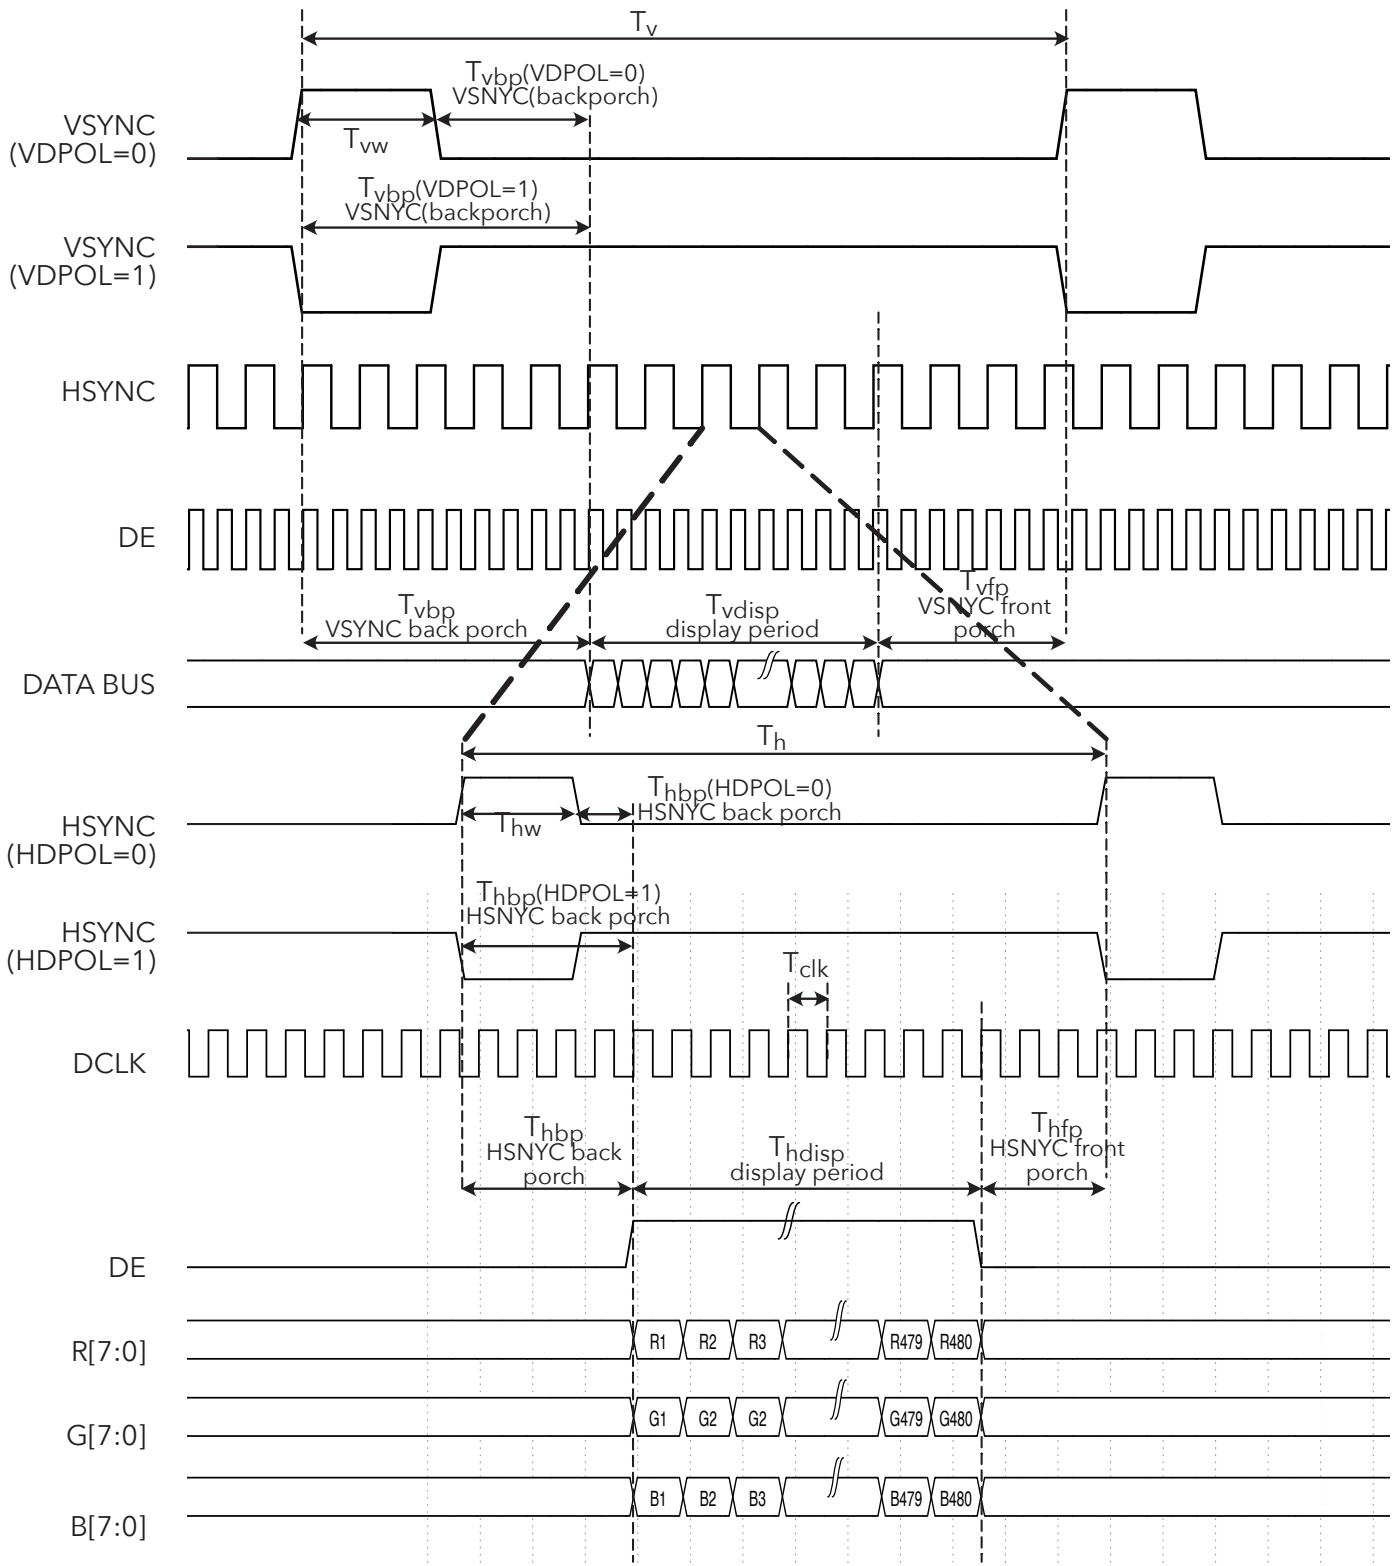 Tv
Tvbp(VDPOL=0)
VSNYC(backporch)
VSYNC
(VDPOL=0)
Tvw
Tvbp(VDPOL=1)
VSNYC(backporch)
VSYNC
(VDPOL=1)
HSYNC
DE
Tvbp
VSYNC back porch
Tvdisp
display period
Tvfp
VSNYC front
porch
DATA BUS
Th
Thbp(HDPOL=0)
HSNYC back porch
Thw
HSYNC
(HDPOL=0)
Thbp(HDPOL=1)
HSNYC back porch
HSYNC
(HDPOL=1)
Tclk
DCLK
Thbp
HSNYC back
porch
Thdisp
display period
Thfp
HSNYC front
porch
DE
R[7:0]
R1 R2 R3 R479 R480
G[7:0]
G1 G2 G2 G479 G480
B[7:0]
B1 B2 B3 B479 B480